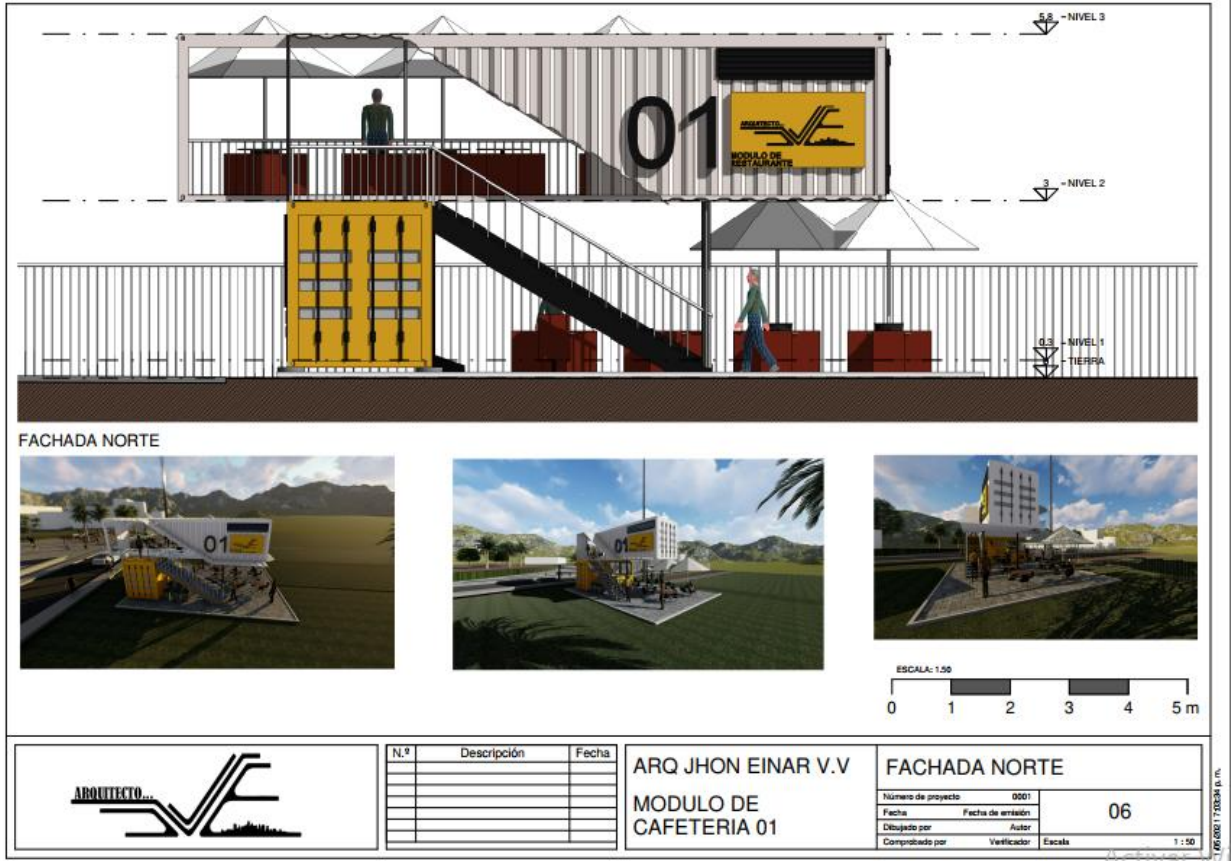 5.8 - NIVEL 3
01
ARQUITECTO...
MODULO DE
RESTAURANTE
3 - NIVEL 2
0.3 - NIVEL 1
- TIERRA
FACHADA NORTE
01
01
ESCALA: 1.50
0 1 2 3 4 5 m
ARQUITECTO...
N.º Descripción Fecha
ARQ JHON EINAR V.V
MODULO DE
CAFETERIA 01
FACHADA NORTE
Número de proyecto 0001
Fecha Fecha de emisión
Dibujado por Autor
Comprobado por Verificador
06
Escala 1 : 50